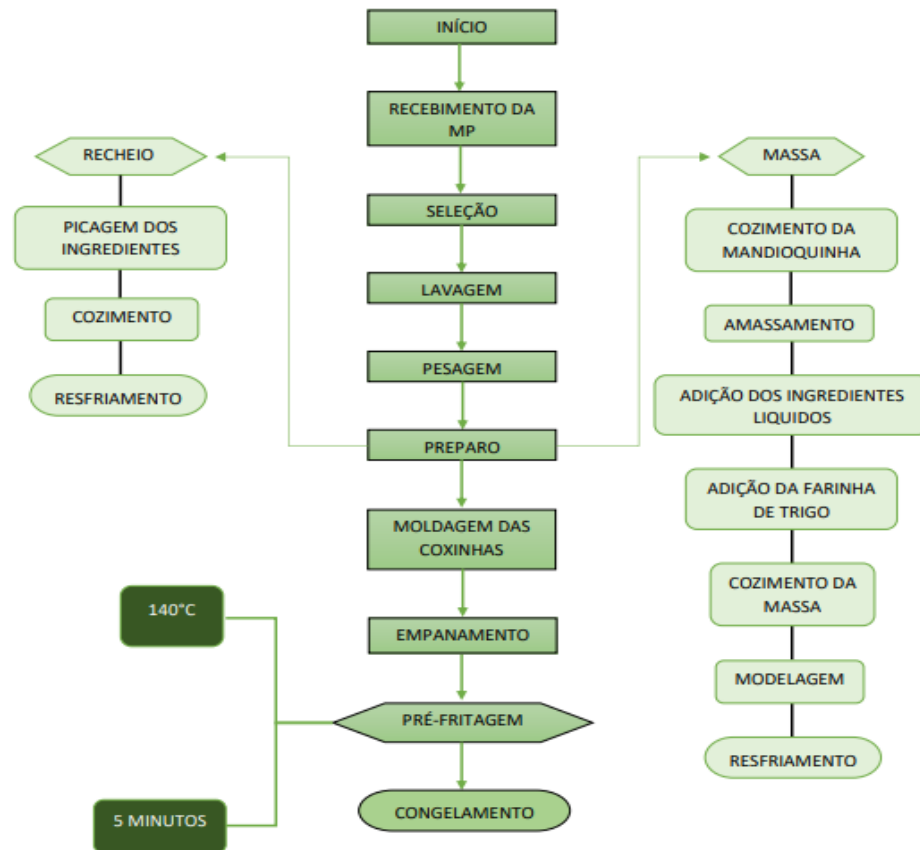 INÍCIO
RECEBIMENTO DA
MP
SELEÇÃO
LAVAGEM
PESAGEM
PREPARO
RECHEIO
PICAGEM DOS
INGREDIENTES
COZIMENTO
RESFRIAMENTO
MASSA
COZIMENTO DA
MANDIOQUINHA
AMASSAMENTO
ADIÇÃO DOS INGREDIENTES
LIQUIDOS
ADIÇÃO DA FARINHA
DE TRIGO
COZIMENTO DA
MASSA
MODELAGEM
RESFRIAMENTO
MOLDAGEM DAS
COXINHAS
EMPANAMENTO
PRÉ-FRITAGEM
140°C
5 MINUTOS
CONGELAMENTO